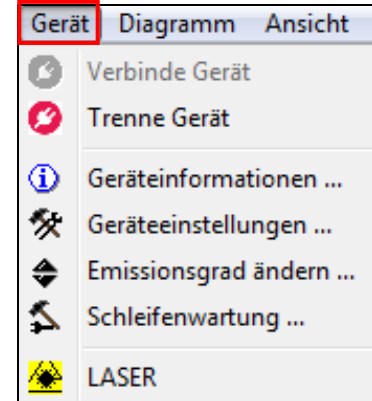 Gerät Diagramm Ansicht
Verbinde Gerät
Trenne Gerät
Geräteinformationen ...
Geräteeinstellungen ...
Emissionsgrad ändern ...
Schleifenwartung ...
LASER